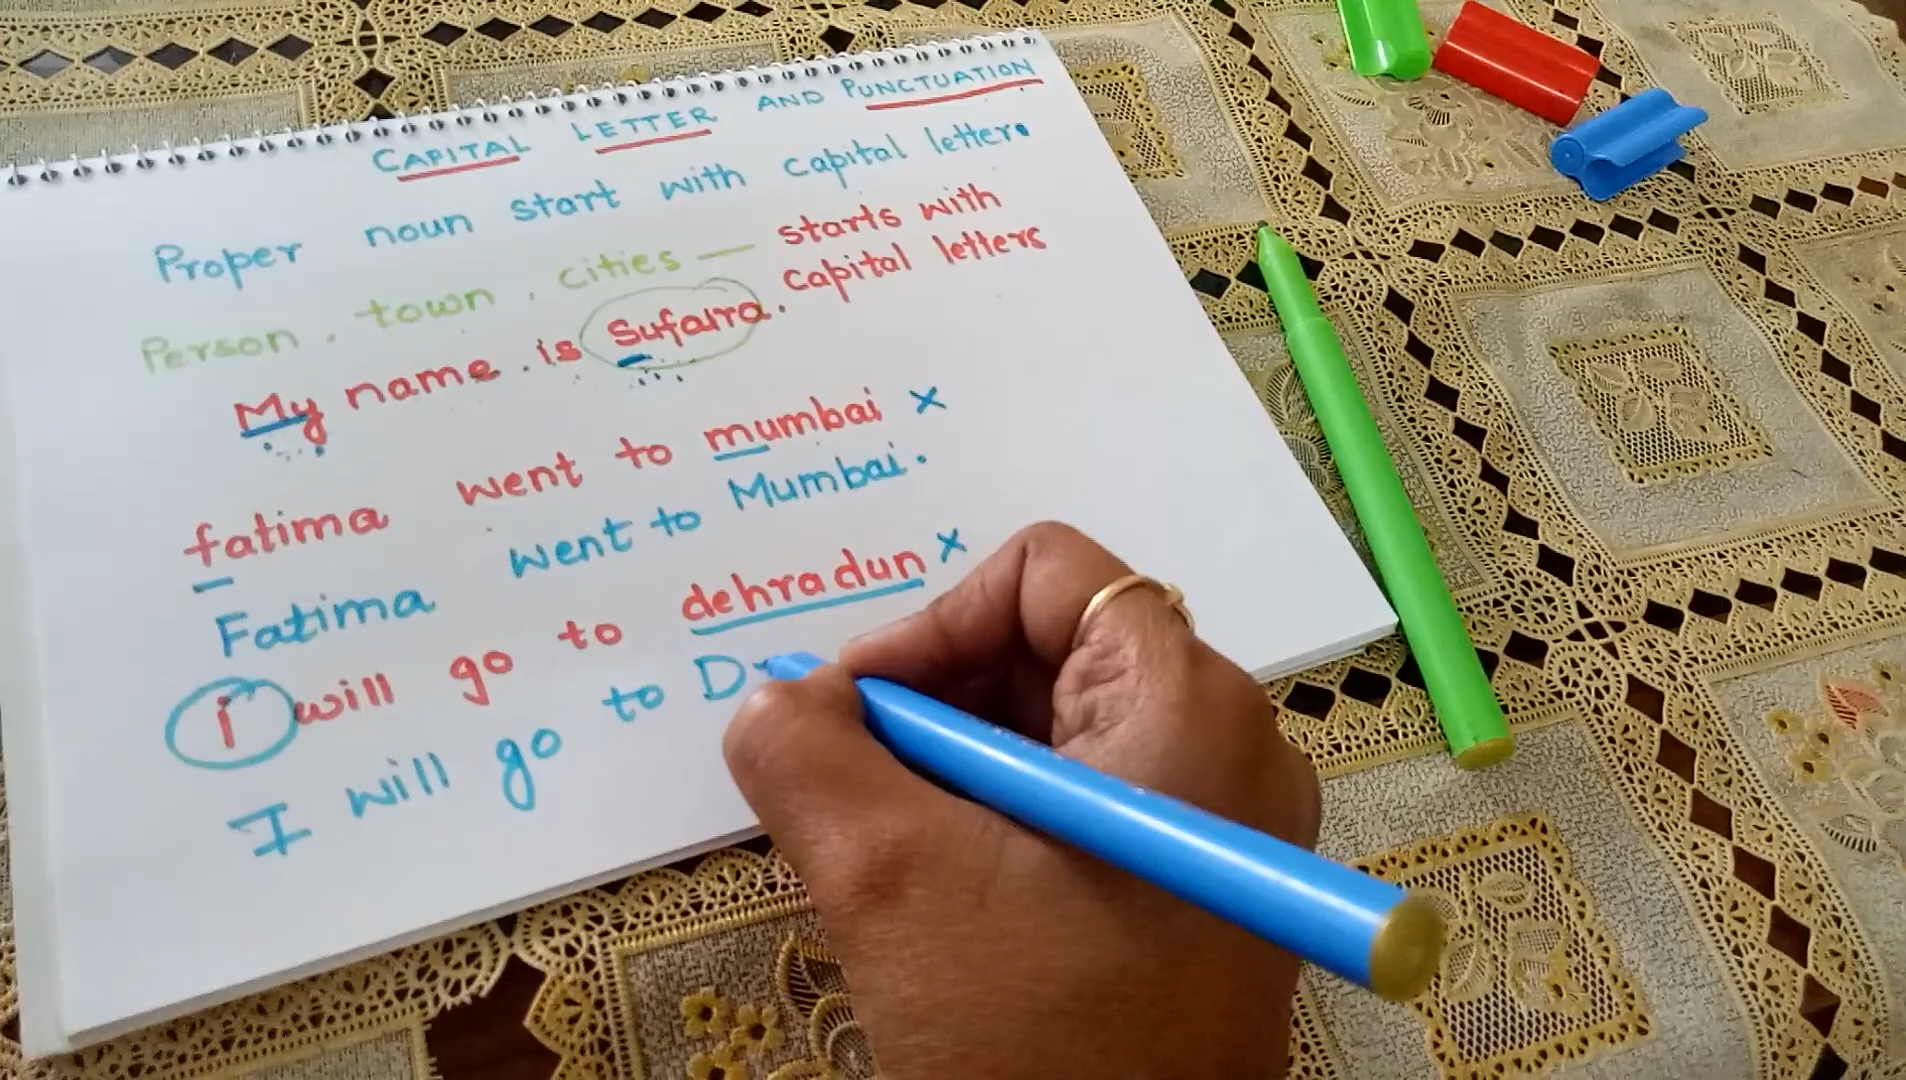 CAPITAL LETTER AND PUNCTUATION
Proper noun start with capital letter.
Person, town, cities — starts with
capital letters
My name is Sufaira.
fatima went to mumbai ×
Fatima went to Mumbai.
i will go to dehradun ×
I will go to D